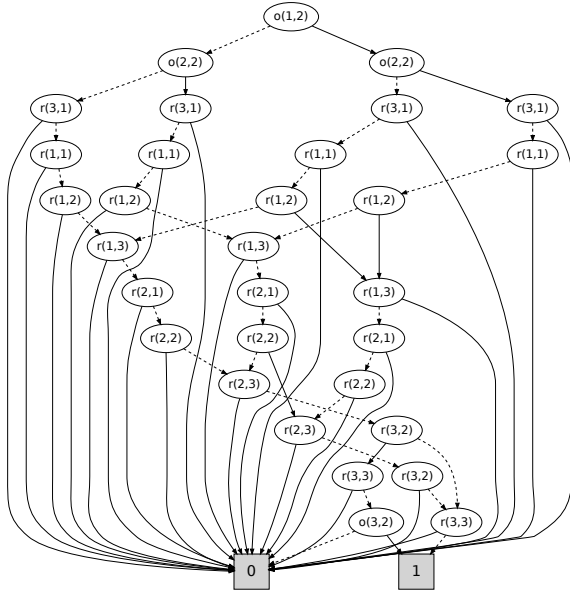 o(1,2)
o(2,2) o(2,2)
r(3,1) r(3,1) r(3,1) r(3,1)
r(1,1) r(1,1) r(1,1) r(1,1)
r(1,2) r(1,2) r(1,2) r(1,2)
r(1,3) r(1,3)
r(2,1) r(2,1) r(1,3)
r(2,2) r(2,2) r(2,1)
r(2,3) r(2,2)
r(2,3) r(3,2)
r(3,3) r(3,2)
o(3,2) r(3,3)
0 1